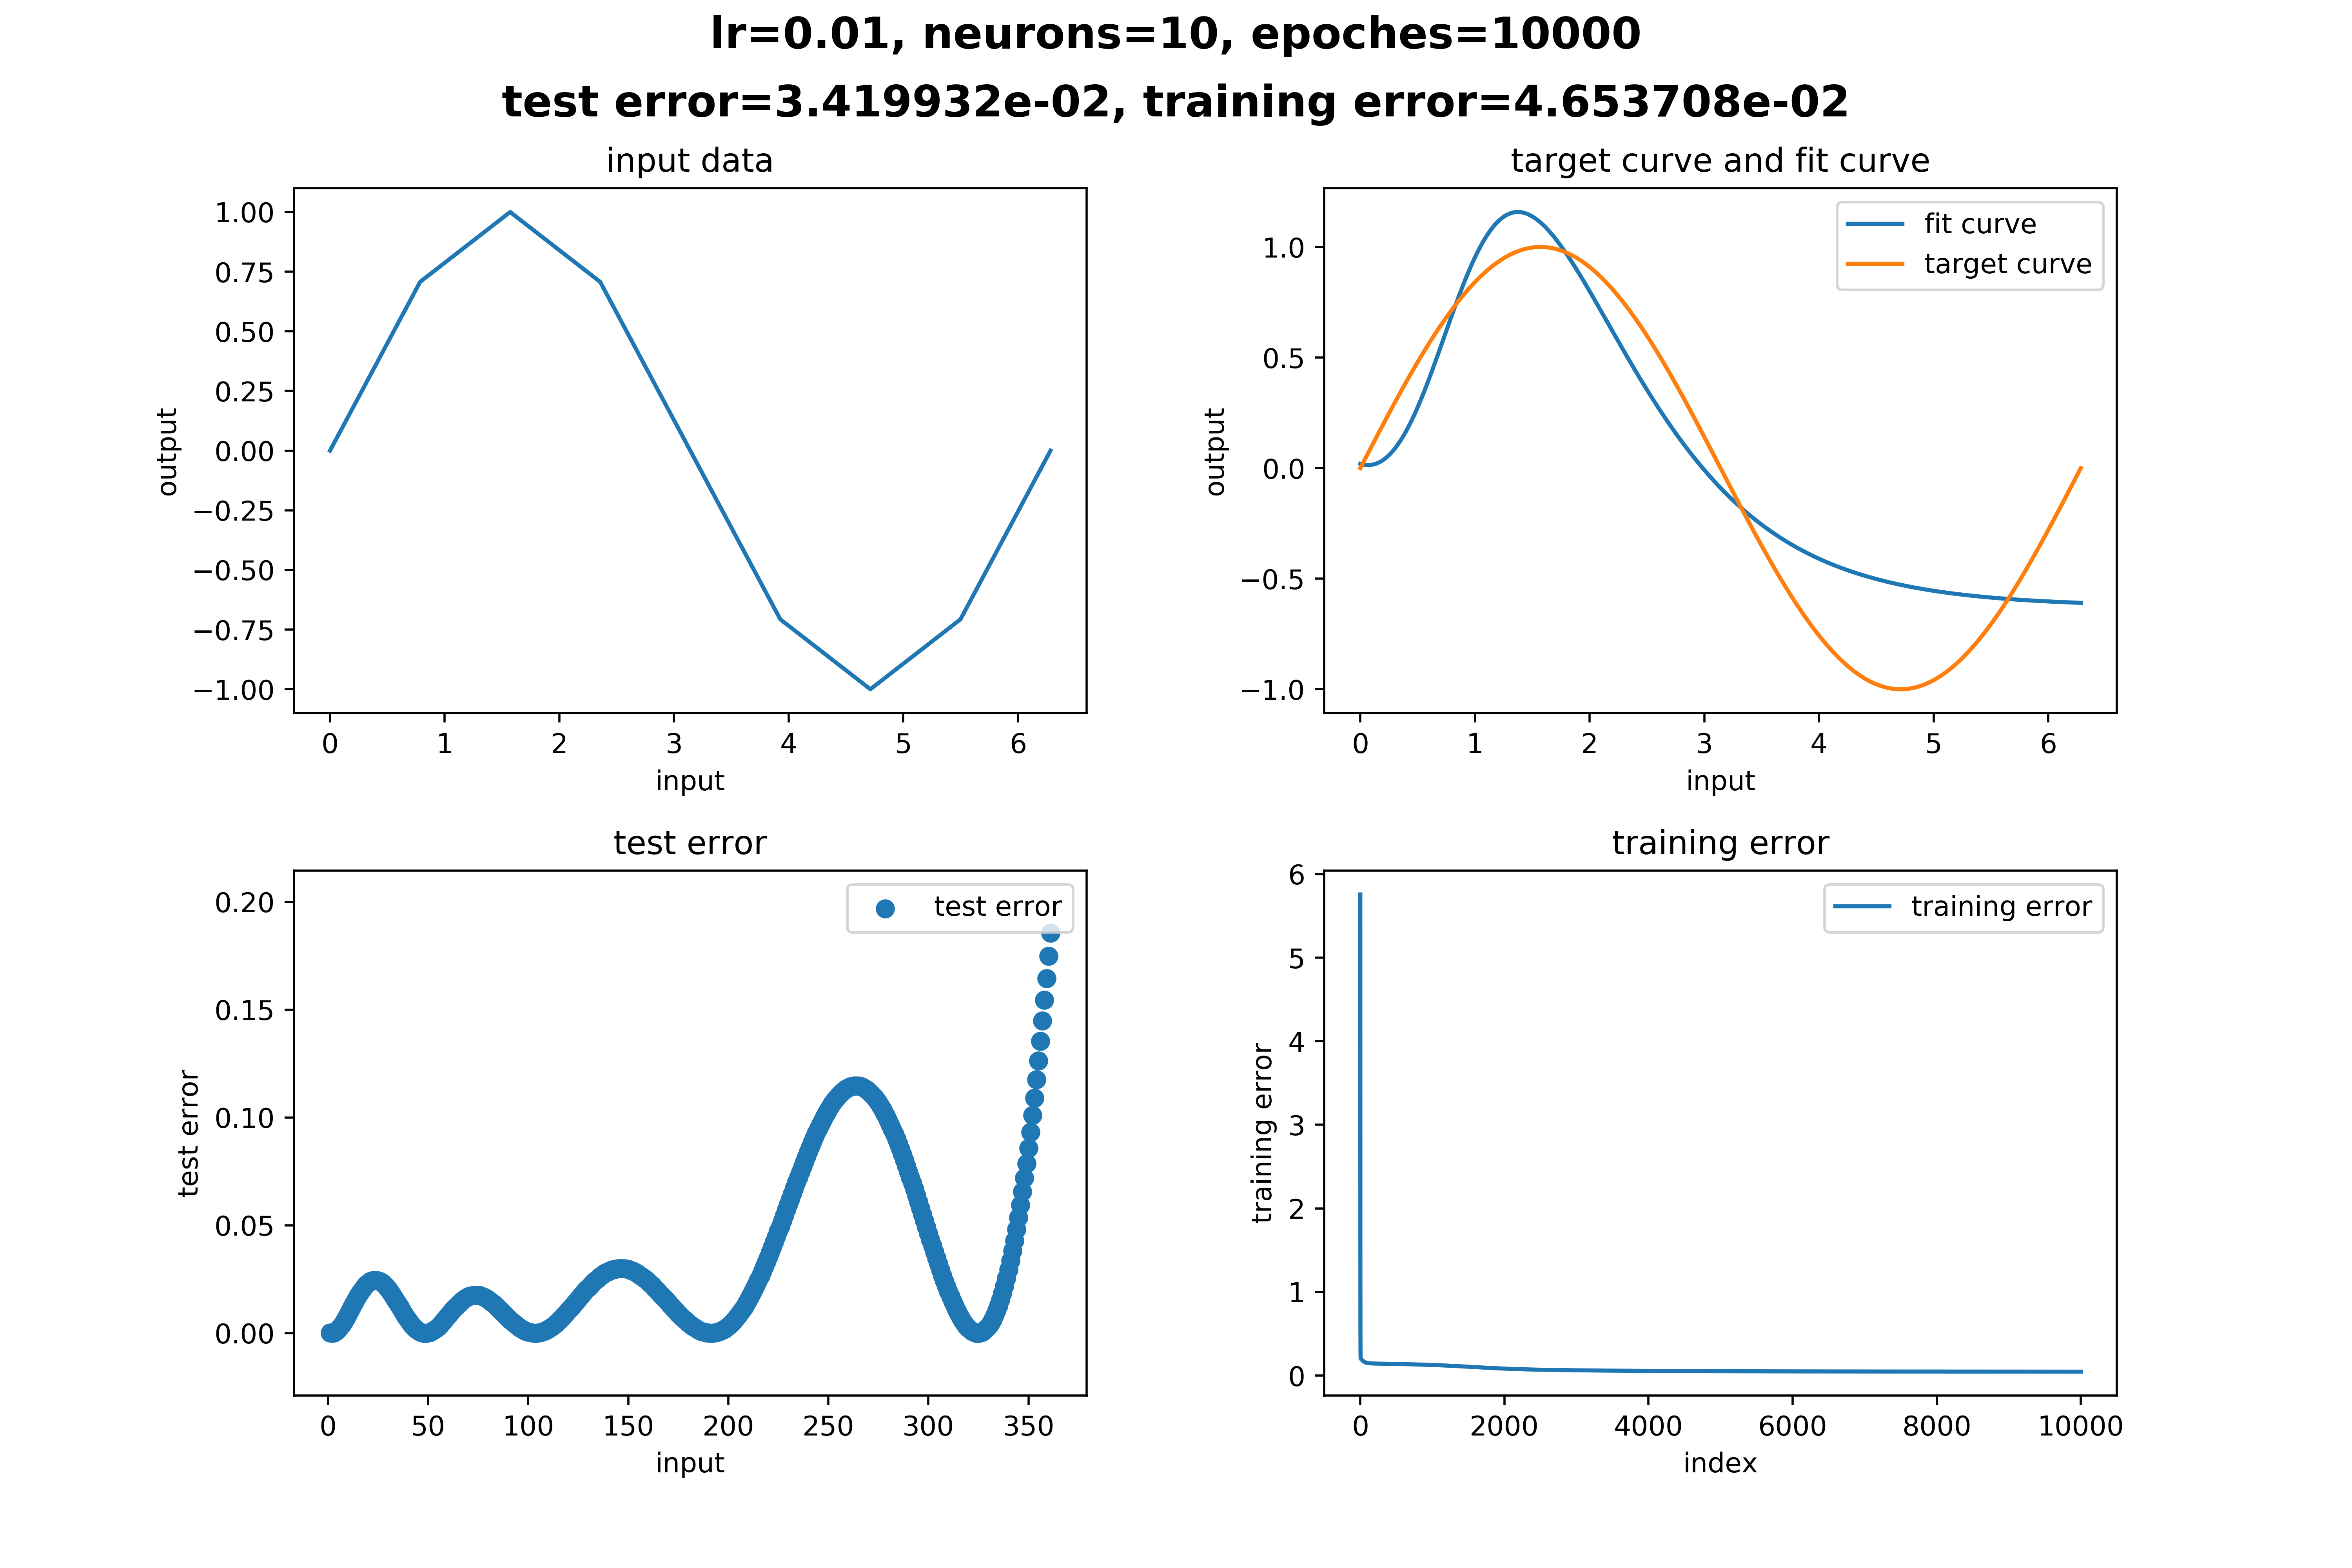 lr=0.01, neurons=10, epoches=10000
test error=3.419932e-02, training error=4.653708e-02
input data
1.00
0.75
0.50
0.25
0.00
−0.25
−0.50
−0.75
−1.00
output
0 1 2 3 4 5 6
input
target curve and fit curve
fit curve
target curve
1.0
0.5
0.0
−0.5
−1.0
output
0 1 2 3 4 5 6
input
test error
test error
0.20
0.15
0.10
0.05
0.00
test error
0 50 100 150 200 250 300 350
input
training error
training error
6
5
4
3
2
1
0
training error
0 2000 4000 6000 8000 10000
index